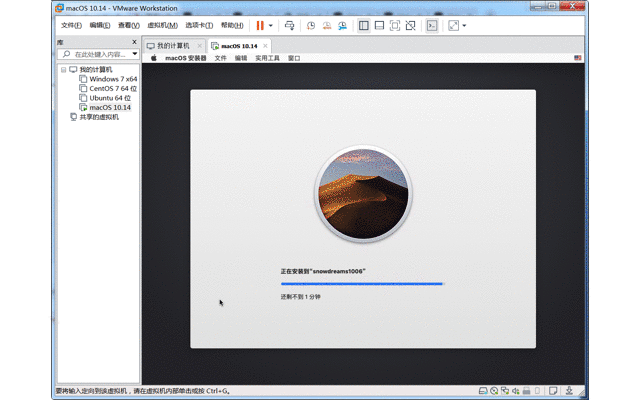 macOS 10.14 - VMware Workstation
文件(F) 编辑(E) 查看(V) 虚拟机(M) 选项卡(T) 帮助(H)
库
在此处键入内容...
我的计算机
Windows 7 x64
CentOS 7 64 位
Ubuntu 64 位
macOS 10.14
共享的虚拟机
我的计算机 macOS 10.14
macOS 安装器 文件 编辑 实用工具 窗口
正在安装到“snowdreams1006”
还剩不到 1 分钟
要将输入定向到该虚拟机，请在虚拟机内部单击或按 Ctrl+G。